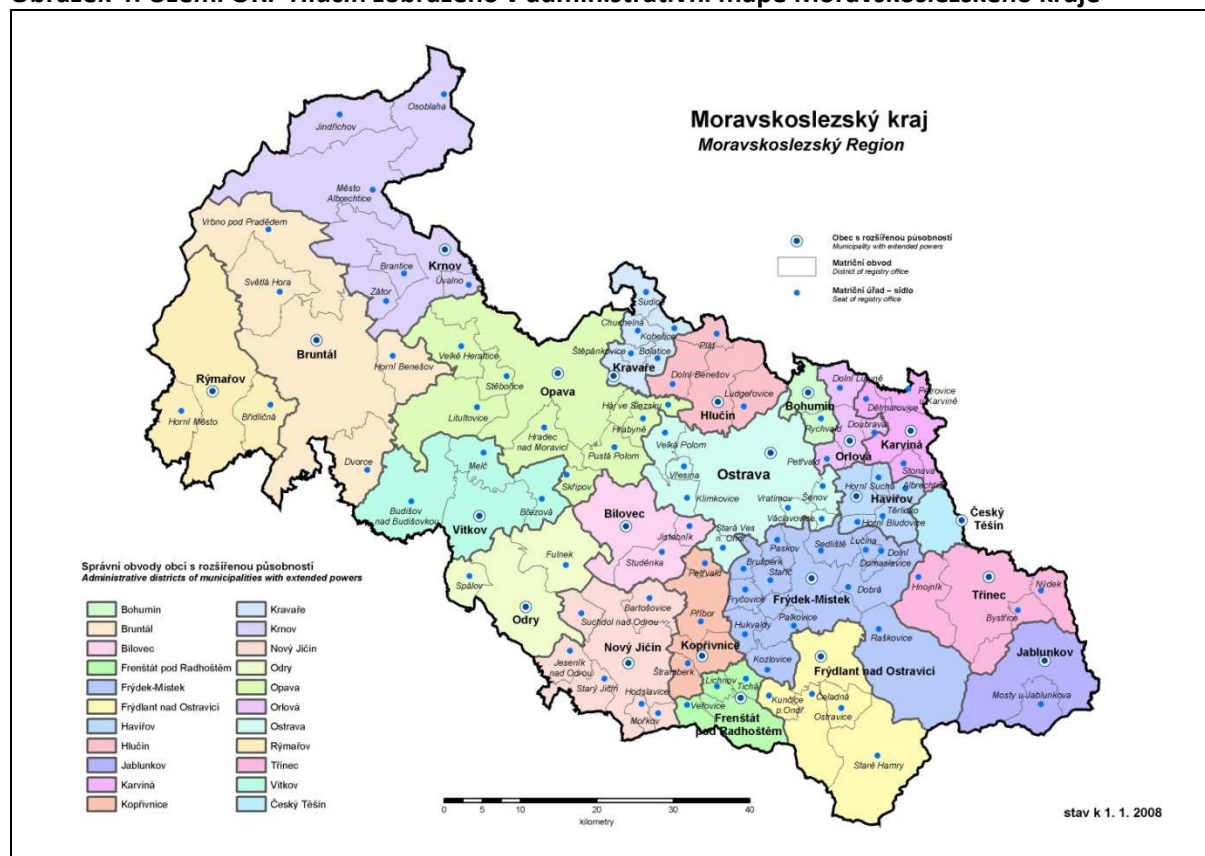 Obrázek 4: Území ORP Hlučín zobrazeno v administrativní mapě Moravskoslezského kraje
Moravskoslezský kraj
Moravskoslezský Region
Obec s rozšířenou působností
Municipality with extended powers
Matriční obvod
District of registry office
Matriční úřad – sídlo
Seat of registry office
Osoblaha
Jindřichov
Město
Albrechtice
Vrbno pod Pradědem
Krnov
Brantice
Úvalno
Světlá Hora
Zátor
Sudice
Chuchelná
Kobeřice
Píšť
Štěpánkovice
Bolatice
Kravaře
Bruntál
Horní Benešov
Velké Heraltice
Stěbořice
Opava
Dolní Benešov
Ludgeřovice
Hlučín
Rýmařov
Horní Město
Břidličná
Litultovice
Háj ve Slezsku
Hrabyně
Hradec
nad Moravicí
Pustá Polom
Velká Polom
Bohumín
Rychvald
Dolní Lutyně
Dětmarovice
Petrovice
u Karviné
Doubrava
Karviná
Orlová
Petřvald
Stonava
Albrechtice
Horní Suchá
Havířov
Těrlicko
Horní Bludovice
Český
Těšín
Dvorce
Melč
Skřipov
Budišov
nad Budišovkou
Vítkov
Březová
Ostrava
Vřesina
Klimkovice
Vratimov
Šenov
Václavovice
Bílovec
Jistebník
Studénka
Stará Ves
n. Ondř.
Fulnek
Spálov
Odry
Petřvald
Paskov
Sedliště
Lučina
Dolní
Domaslavice
Brušperk
Staříč
Fryčovice
Frýdek-Místek
Dobrá
Hnojník
Třinec
Nýdek
Bystřice
Bartošovice
Suchdol nad Odrou
Příbor
Hukvaldy
Palkovice
Raškovice
Nový Jičín
Kopřivnice
Jeseník
nad Odrou
Starý Jičín
Hodslavice
Mořkov
Štramberk
Kozlovice
Frýdlant nad Ostravicí
Jablunkov
Mosty u Jablunkova
Lichnov
Tichá
Veřovice
Frenštát
pod Radhoštěm
Kunčice
p.Ondř.
Čeladná
Ostravice
Staré Hamry
Správní obvody obcí s rozšířenou působností
Administrative districts of municipalities with extended powers
Bohumín
Bruntál
Bílovec
Frenštát pod Radhoštěm
Frýdek-Místek
Frýdlant nad Ostravicí
Havířov
Hlučín
Jablunkov
Karviná
Kopřivnice
Kravaře
Krnov
Nový Jičín
Odry
Opava
Orlová
Ostrava
Rýmařov
Třinec
Vítkov
Český Těšín
0 5 10 20 30 40
kilometry
stav k 1. 1. 2008